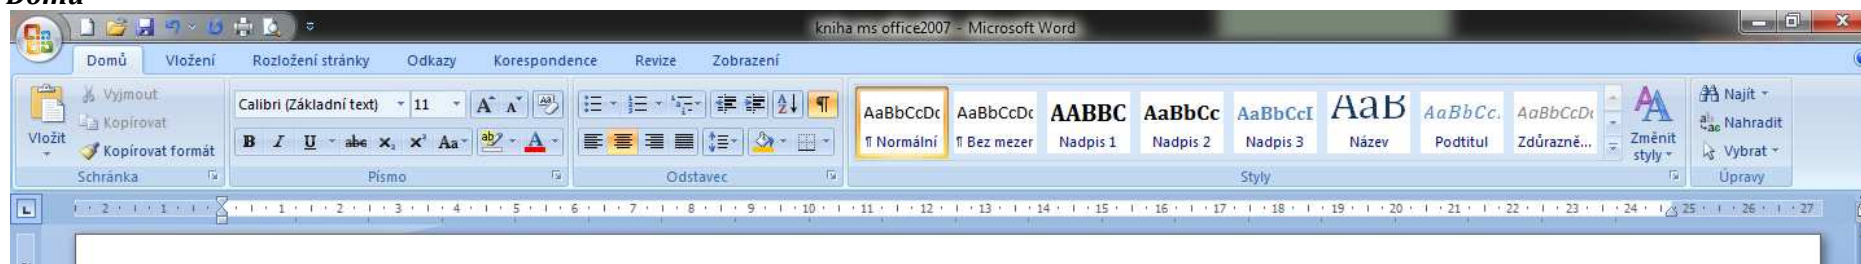 Domů
kniha ms office2007 - Microsoft Word
Domů Vložení Rozložení stránky Odkazy Korespondence Revize Zobrazení
Vložit
Vyjmout
Kopírovat
Kopírovat formát
Schránka
Calibri (Základní text) 11 A A
B I U abe x₂ x² Aa ab A
Písmo
A Z ¶
Odstavec
AaBbCcDc AaBbCcDc AABBC AaBbCc AaBbCcI AaB AaBbCc. AaBbCcDc
¶ Normální ¶ Bez mezer Nadpis 1 Nadpis 2 Nadpis 3 Název Podtitul Zdůrazně...
AA
Změnit
styly
Styly
Najít
Nahradit
Vybrat
Úpravy
L 2 1 1 2 3 4 5 6 7 8 9 10 11 12 13 14 15 16 17 18 19 20 21 22 23 24 25 26 27